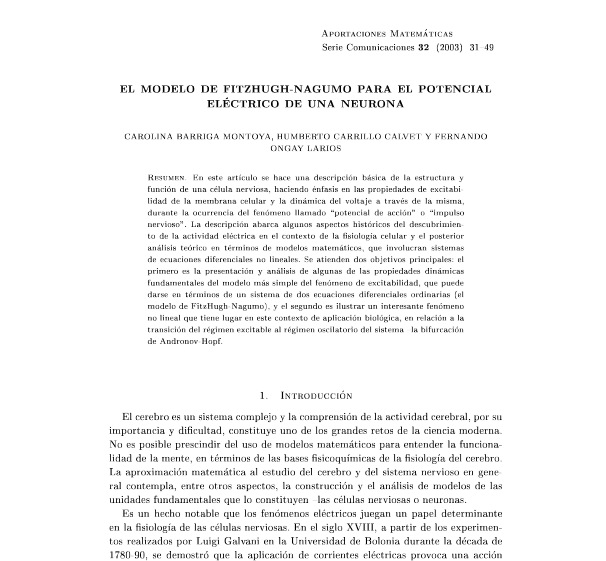 Aportaciones Matemáticas
Serie Comunicaciones 32 (2003) 31–49
EL MODELO DE FITZHUGH-NAGUMO PARA EL POTENCIAL
ELÉCTRICO DE UNA NEURONA
CAROLINA BARRIGA MONTOYA, HUMBERTO CARRILLO CALVET Y FERNANDO
ONGAY LARIOS
Resumen. En este artículo se hace una descripción básica de la estructura y
función de una célula nerviosa, haciendo énfasis en las propiedades de excitabi-
lidad de la membrana celular y la dinámica del voltaje a través de la misma,
durante la ocurrencia del fenómeno llamado "potencial de acción" o "impulso
nervioso". La descripción abarca algunos aspectos históricos del descubrimien-
to de la actividad eléctrica en el contexto de la fisiología celular y el posterior
análisis teórico en términos de modelos matemáticos, que involucran sistemas
de ecuaciones diferenciales no lineales. Se atienden dos objetivos principales: el
primero es la presentación y análisis de algunas de las propiedades dinámicas
fundamentales del modelo más simple del fenómeno de excitabilidad, que puede
darse en términos de un sistema de dos ecuaciones diferenciales ordinarias (el
modelo de FitzHugh-Nagumo), y el segundo es ilustrar un interesante fenómeno
no lineal que tiene lugar en este contexto de aplicación biológica, en relación a la
transición del régimen excitable al régimen oscilatorio del sistema –la bifurcación
de Andronov-Hopf.
1. Introducción
El cerebro es un sistema complejo y la comprensión de la actividad cerebral, por su
importancia y dificultad, constituye uno de los grandes retos de la ciencia moderna.
No es posible prescindir del uso de modelos matemáticos para entender la funciona-
lidad de la mente, en términos de las bases fisicoquímicas de la fisiología del cerebro.
La aproximación matemática al estudio del cerebro y del sistema nervioso en gene-
ral contempla, entre otros aspectos, la construcción y el análisis de modelos de las
unidades fundamentales que lo constituyen –las células nerviosas o neuronas.
Es un hecho notable que los fenómenos eléctricos juegan un papel determinante
en la fisiología de las células nerviosas. En el siglo XVIII, a partir de los experimen-
tos realizados por Luigi Galvani en la Universidad de Bolonia durante la década de
1780-90, se demostró que la aplicación de corrientes eléctricas provoca una acción